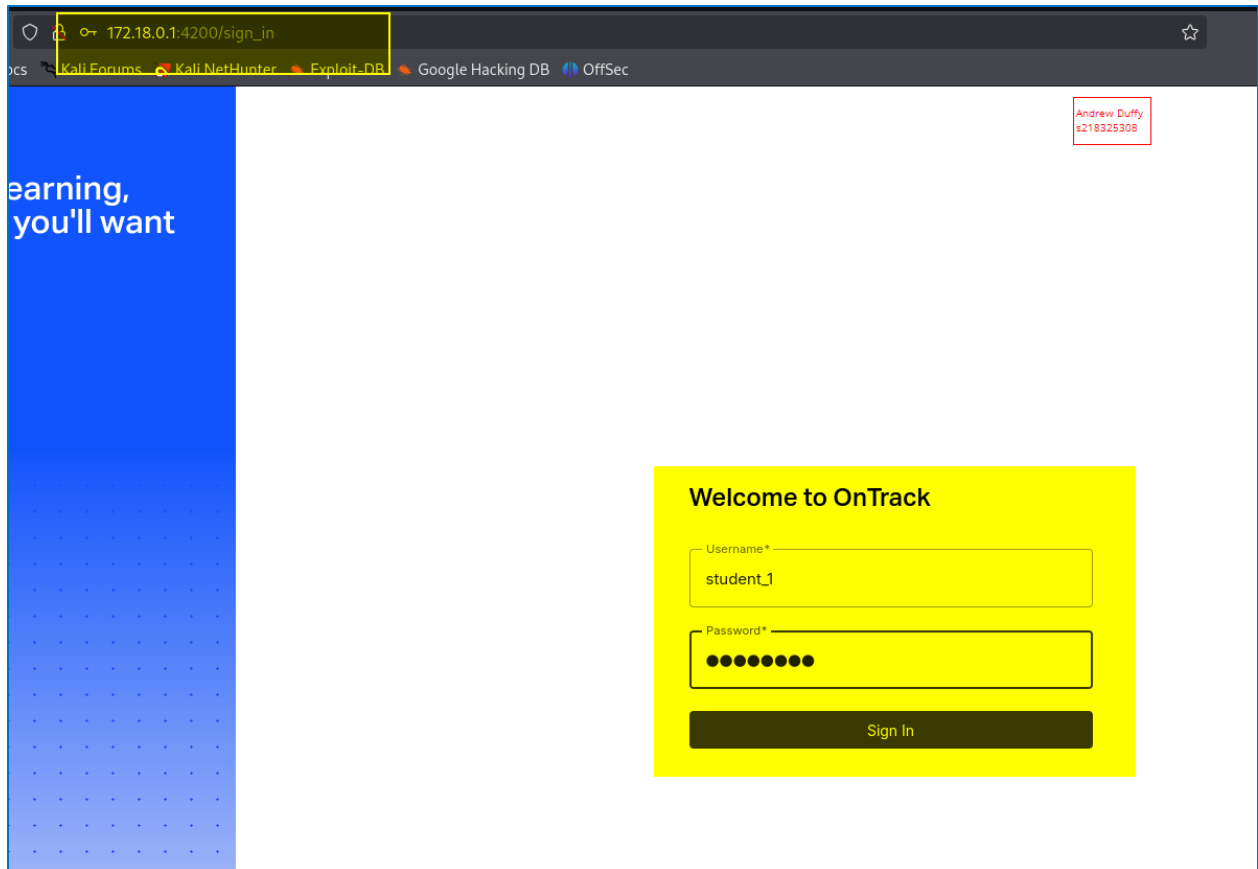 172.18.0.1:4200/sign_in
ocs Kali Forums Kali NetHunter Exploit-DB Google Hacking DB OffSec
Andrew Duffy
s218325308
earning,
you'll want
Welcome to OnTrack
Username*
student_1
Password*
Sign In